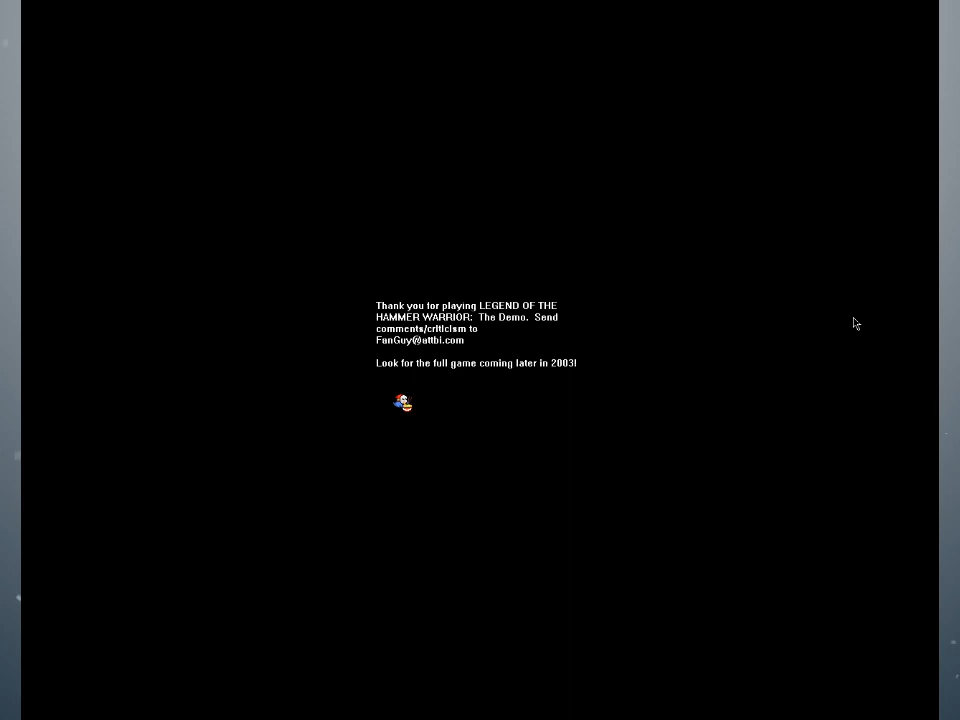 Thank you for playing LEGEND OF THE
HAMMER WARRIOR:  The Demo.  Send
comments/criticism to
FanGuy@attbi.com
Look for the full game coming later in 2003!